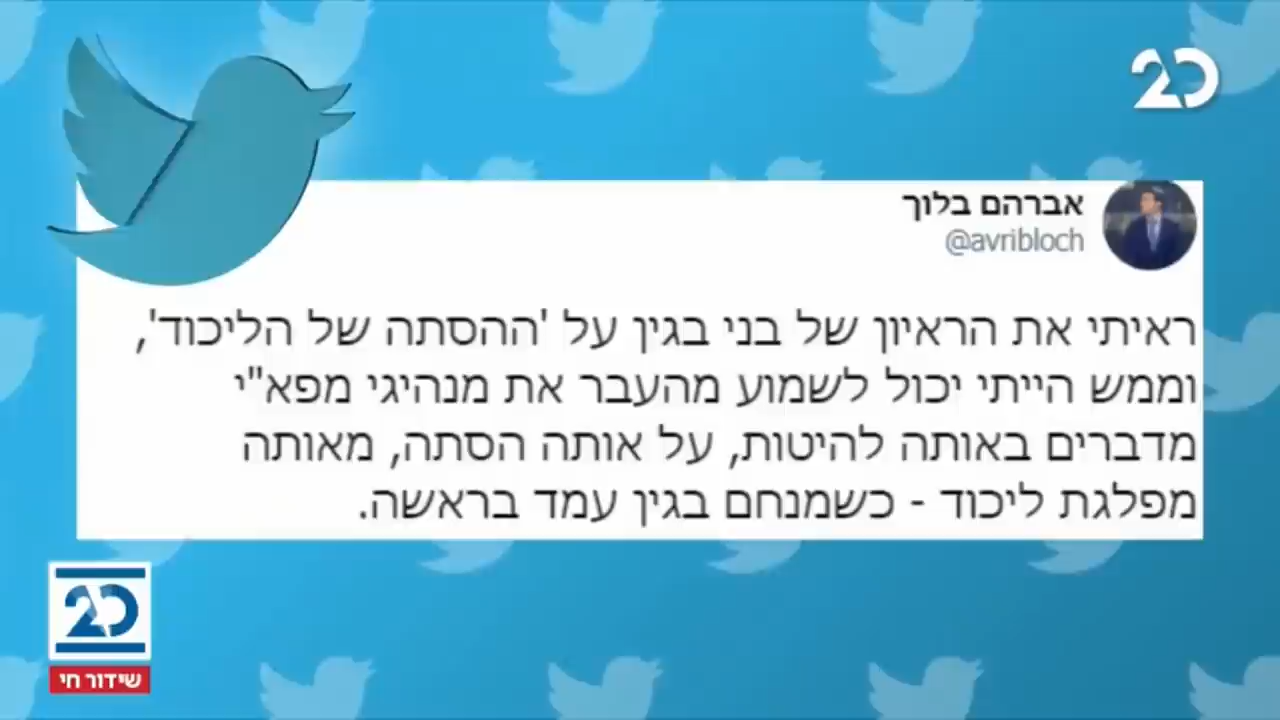 20
אברהם בלוך
@avribloch
ראיתי את הראיון של בני בגין על 'ההסתה של הליכוד',
וממש הייתי יכול לשמוע מהעבר את מנהיגי מפא"י
מדברים באותה להיטות, על אותה הסתה, מאותה
מפלגת ליכוד - כשמנחם בגין עמד בראשה.
20
שידור חי